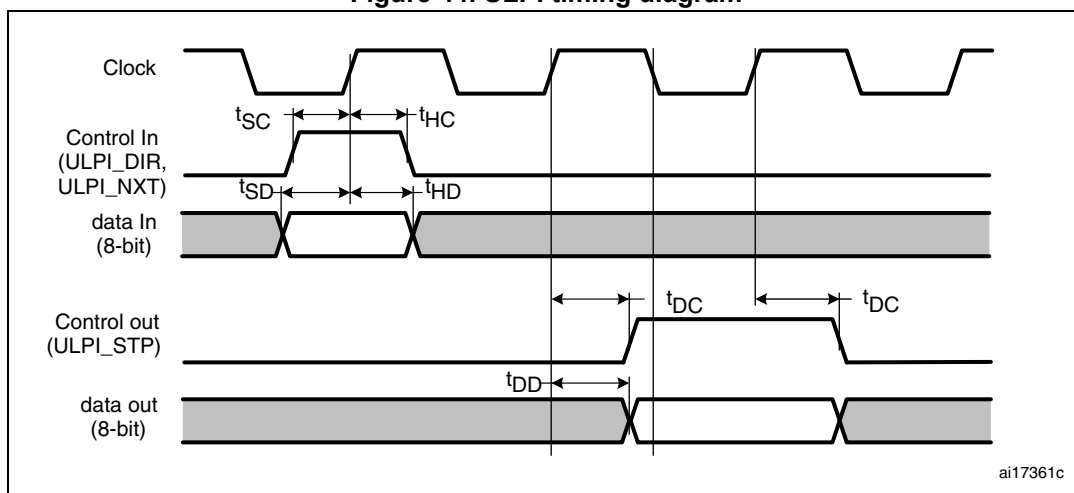 Figure ULPI timing diagram
Clock
tSC
tHC
Control In
(ULPI_DIR,
ULPI_NXT)
tSD
tHD
data In
(8-bit)
tDC
tDC
Control out
(ULPI_STP)
tDD
data out
(8-bit)
ai17361c